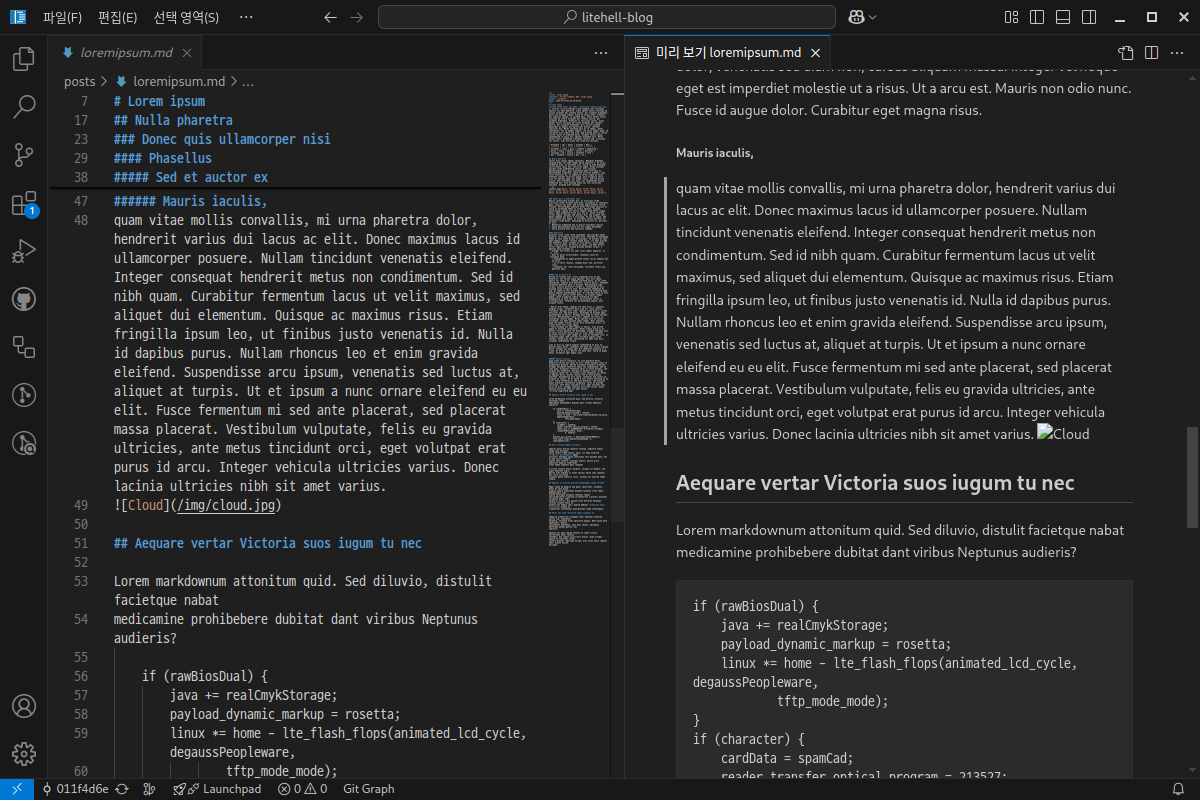 파일(F) 편집(E) 선택 영역(S) ···
litehell-blog
loremipsum.md
posts > loremipsum.md > ...
7 # Lorem ipsum
17 ## Nulla pharetra
23 ### Donec quis ullamcorper nisi
29 #### Phasellus
38 ##### Sed et auctor ex
47 ###### Mauris iaculis,
48 quam vitae mollis convallis, mi urna pharetra dolor,
hendrerit varius dui lacus ac elit. Donec maximus lacus id
ullamcorper posuere. Nullam tincidunt venenatis eleifend.
Integer consequat hendrerit metus non condimentum. Sed id
nibh quam. Curabitur fermentum lacus ut velit maximus, sed
aliquet dui elementum. Quisque ac maximus risus. Etiam
fringilla ipsum leo, ut finibus justo venenatis id. Nulla
id dapibus purus. Nullam rhoncus leo et enim gravida
eleifend. Suspendisse arcu ipsum, venenatis sed luctus at,
aliquet at turpis. Ut et ipsum a nunc ornare eleifend eu eu
elit. Fusce fermentum mi sed ante placerat, sed placerat
massa placerat. Vestibulum vulputate, felis eu gravida
ultricies, ante metus tincidunt orci, eget volutpat erat
purus id arcu. Integer vehicula ultricies varius. Donec
lacinia ultricies nibh sit amet varius.
49 ![Cloud](/img/cloud.jpg)
50
51 ## Aequare vertar Victoria suos iugum tu nec
52
53 Lorem markdownum attonitum quid. Sed diluvio, distulit
facietque nabat
54 medicamine prohibebere dubitat dant viribus Neptunus
audieris?
55
56 if (rawBiosDual) {
57 java += realCmykStorage;
58 payload_dynamic_markup = rosetta;
59 linux *= home - lte_flash_flops(animated_lcd_cycle,
degaussPeopleware,
60 tftp_mode_mode);
미리 보기 loremipsum.md
dolor, venenatis sed diam non, cursus aliquam massa. Integer vel neque
eget est imperdiet molestie ut a risus. Ut a arcu est. Mauris non odio nunc.
Fusce id augue dolor. Curabitur eget magna risus.
Mauris iaculis,
quam vitae mollis convallis, mi urna pharetra dolor, hendrerit varius dui
lacus ac elit. Donec maximus lacus id ullamcorper posuere. Nullam
tincidunt venenatis eleifend. Integer consequat hendrerit metus non
condimentum. Sed id nibh quam. Curabitur fermentum lacus ut velit
maximus, sed aliquet dui elementum. Quisque ac maximus risus. Etiam
fringilla ipsum leo, ut finibus justo venenatis id. Nulla id dapibus purus.
Nullam rhoncus leo et enim gravida eleifend. Suspendisse arcu ipsum,
venenatis sed luctus at, aliquet at turpis. Ut et ipsum a nunc ornare
eleifend eu eu elit. Fusce fermentum mi sed ante placerat, sed placerat
massa placerat. Vestibulum vulputate, felis eu gravida ultricies, ante
metus tincidunt orci, eget volutpat erat purus id arcu. Integer vehicula
ultricies varius. Donec lacinia ultricies nibh sit amet varius. Cloud
Aequare vertar Victoria suos iugum tu nec
Lorem markdownum attonitum quid. Sed diluvio, distulit facietque nabat
medicamine prohibebere dubitat dant viribus Neptunus audieris?
if (rawBiosDual) {
java += realCmykStorage;
payload_dynamic_markup = rosetta;
linux *= home - lte_flash_flops(animated_lcd_cycle,
degaussPeopleware,
tftp_mode_mode);
}
if (character) {
cardData = spamCad;
reader_transfer_optical_program = 213527;
1
011f4d6e Launchpad 0 0 Git Graph